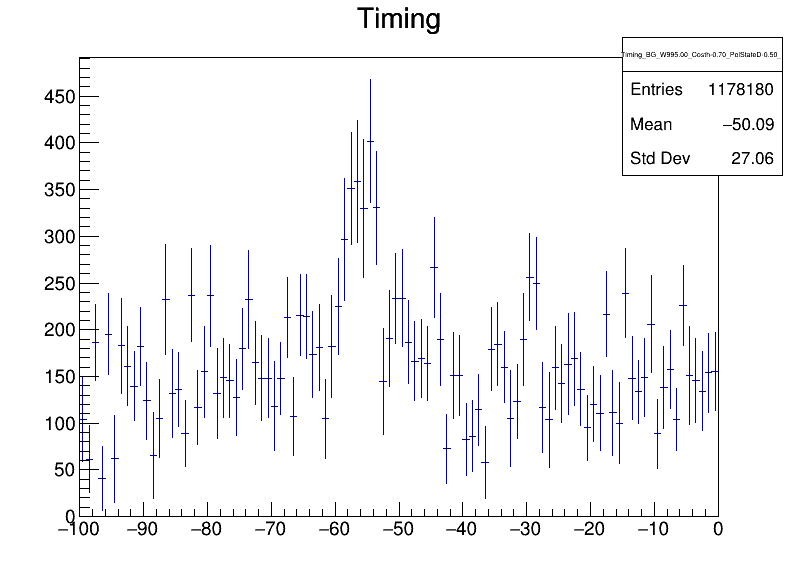 Timing
Timing_BG_W995.00_Costh-0.70_PolStateD-0.50_
Entries 1178180
Mean −50.09
Std Dev 27.06
450
400
350
300
250
200
150
100
50
0
−100 −90 −80 −70 −60 −50 −40 −30 −20 −10 0